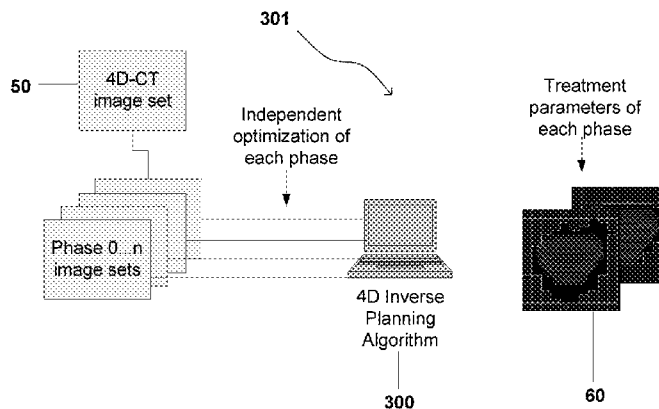 301
50
4D-CT
image set
Independent
optimization of
each phase
Treatment
parameters of
each phase
Phase 0...n
image sets
4D Inverse
Planning
Algorithm
300
60